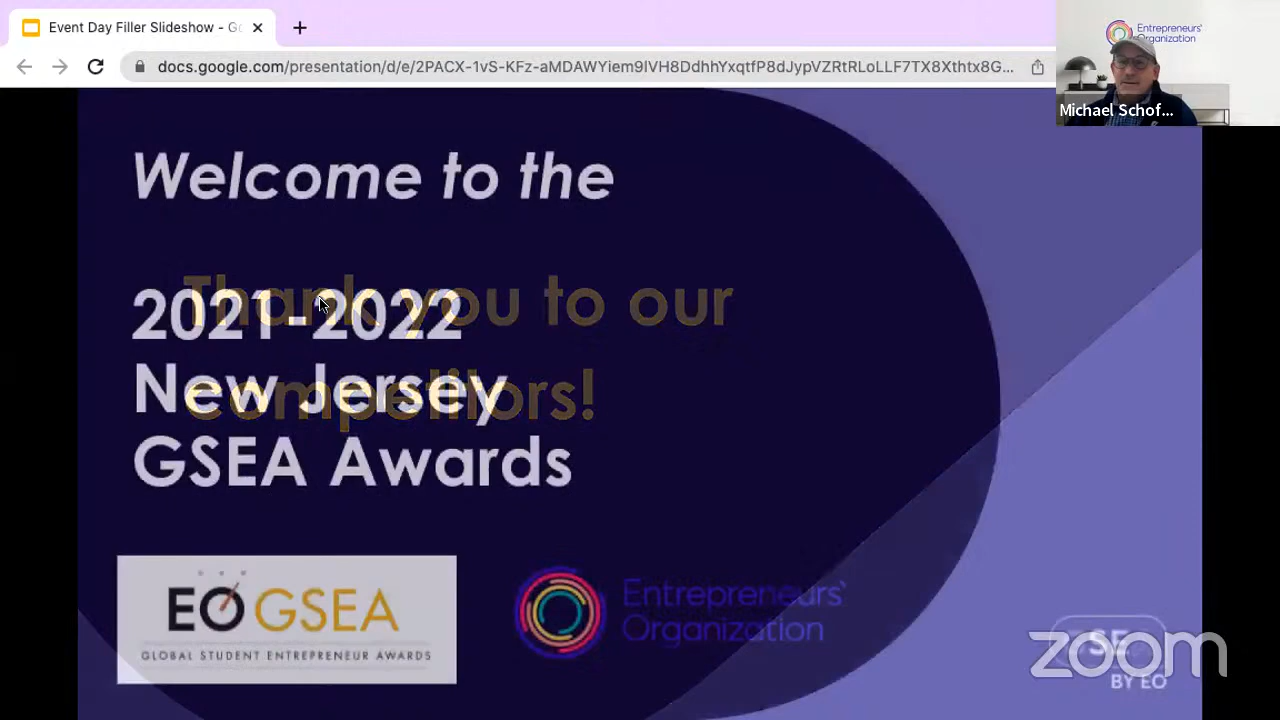 Event Day Filler Slideshow - Go
docs.google.com/presentation/d/e/2PACX-1vS-KFz-aMDAWYiem9lVH8DdhhYxqtfP8dJypVZRtRLoLLF7TX8Xthtx8G...
Entrepreneurs'
Organization
Michael Schof...
Welcome to the
Thank you to our
competitors!
2021-2022
New Jersey
GSEA Awards
EO GSEA
GLOBAL STUDENT ENTREPRENEUR AWARDS
Entrepreneurs'
Organization
SE
BY EO
zoom